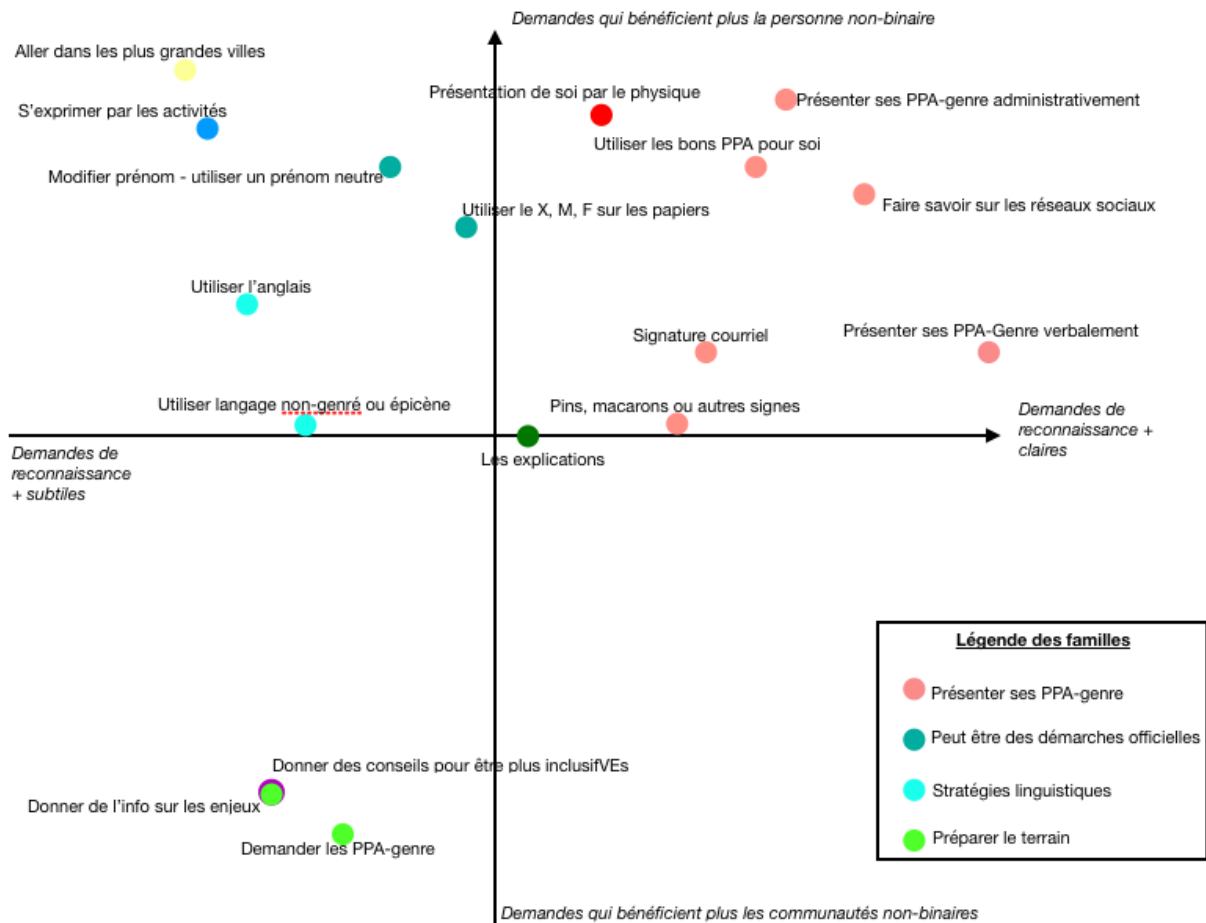 Demandes qui bénéficient plus la personne non-binaire
Aller dans les plus grandes villes
S'exprimer par les activités
Présentation de soi par le physique
Présenter ses PPA-genre administrativement
Utiliser les bons PPA pour soi
Modifier prénom - utiliser un prénom neutre
Utiliser le X, M, F sur les papiers
Faire savoir sur les réseaux sociaux
Utiliser l'anglais
Signature courriel
Présenter ses PPA-Genre verbalement
Utiliser langage non-genré ou épicène
Pins, macarons ou autres signes
Demandes de
reconnaissance +
claires
Demandes de
reconnaissance
+ subtiles
Les explications
Légende des familles
Présenter ses PPA-genre
Peut être des démarches officielles
Stratégies linguistiques
Préparer le terrain
Donner des conseils pour être plus inclusifVEs
Donner de l'info sur les enjeux
Demander les PPA-genre
Demandes qui bénéficient plus les communautés non-binaires